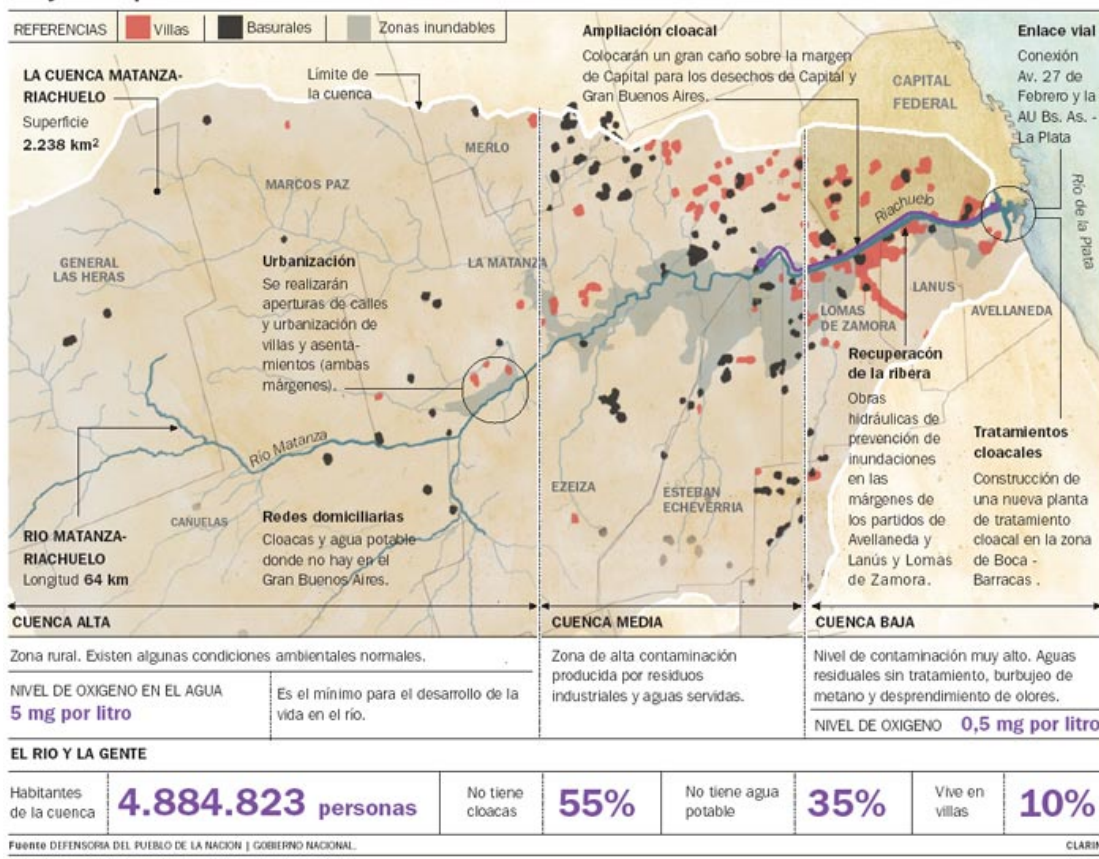 REFERENCIAS
Villas
Basurales
Zonas inundables
LA CUENCA MATANZA-
RIACHUELO
Superficie
2.238 km²
Límite de
la cuenca
Ampliación cloacal
Colocarán un gran caño sobre la margen
de Capital para los desechos de Capital y
Gran Buenos Aires.
CAPITAL
FEDERAL
Enlace vial
Conexión
Av. 27 de
Febrero y la
AU Bs. As. -
La Plata
Río de la Plata
MERLO
MARCOS PAZ
Riachuelo
GENERAL
LAS HERAS
LA MATANZA
Urbanización
Se realizarán
aperturas de calles
y urbanización de
villas y asenta-
mientos (ambas
márgenes).
LANUS
LOMAS
DE ZAMORA
AVELLANEDA
Recuperacón
de la ribera
Obras
hidráulicas de
prevención de
inundaciones
en las
márgenes de
los partidos de
Avellaneda y
Lanús y Lomas
de Zamora.
Tratamientos
cloacales
Construcción de
una nueva planta
de tratamiento
cloacal en la zona
de Boca -
Barracas .
Río Matanza
EZEIZA
ESTEBAN
ECHEVERRIA
CAÑUELAS
RIO MATANZA-
RIACHUELO
Longitud 64 km
Redes domiciliarias
Cloacas y agua potable
donde no hay en el
Gran Buenos Aires.
CUENCA ALTA
Zona rural. Existen algunas condiciones ambientales normales.
NIVEL DE OXIGENO EN EL AGUA
5 mg por litro
Es el mínimo para el desarrollo de la
vida en el río.
CUENCA MEDIA
Zona de alta contaminación
producida por residuos
industriales y aguas servidas.
CUENCA BAJA
Nivel de contaminación muy alto. Aguas
residuales sin tratamiento, burbujeo de
metano y desprendimiento de olores.
NIVEL DE OXIGENO 0,5 mg por litro
EL RIO Y LA GENTE
Habitantes
de la cuenca
4.884.823 personas
No tiene
cloacas
55%
No tiene agua
potable
35%
Vive en
villas
10%
Fuente DEFENSORIA DEL PUEBLO DE LA NACION | GOBIERNO NACIONAL.
CLARIN